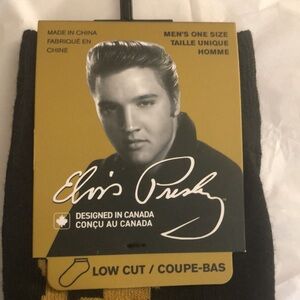 MADE IN CHINA
FABRIQUÉ EN
CHINE
MEN'S ONE SIZE
TAILLE UNIQUE
HOMME
Elvis Presley
DESIGNED IN CANADA
CONÇU AU CANADA
LOW CUT / COUPE-BAS